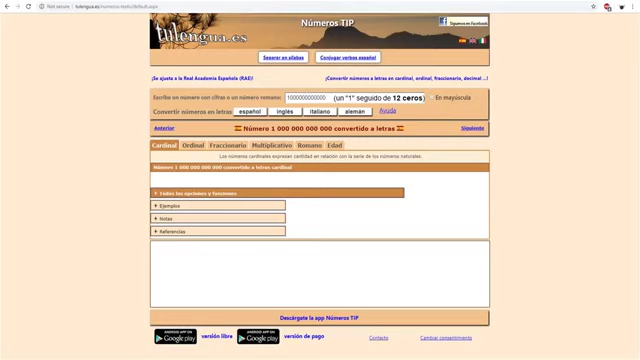 Not secure | tulengua.es/numeros-texto/default.aspx
tulengua.es
Números TIP
Síguenos en Facebook
Separar en sílabas
Conjugar verbos español
¡Se ajusta a la Real Academia Española (RAE)!
¡Convertir números a letras en cardinal, ordinal, fraccionario, decimal ...!
Escriba un número con cifras o un número romano:
1000000000000
(un "1" seguido de 12 ceros)
En mayúscula
Convertir números en letras
español
inglés
italiano
alemán
Ayuda
Anterior
Número 1 000 000 000 000 convertido a letras
Siguiente
Cardinal
Ordinal
Fraccionario
Multiplicativo
Romano
Edad
Los números cardinales expresan cantidad en relación con la serie de los números naturales.
Número 1 000 000 000 000 convertido a letras cardinal
+ Todas las opciones y funciones
+ Ejemplos
+ Notas
+ Referencias
Descárgate la app Números TIP
ANDROID APP ON
Google play
versión libre
ANDROID APP ON
Google play
versión de pago
Contacto
Cambiar consentimiento